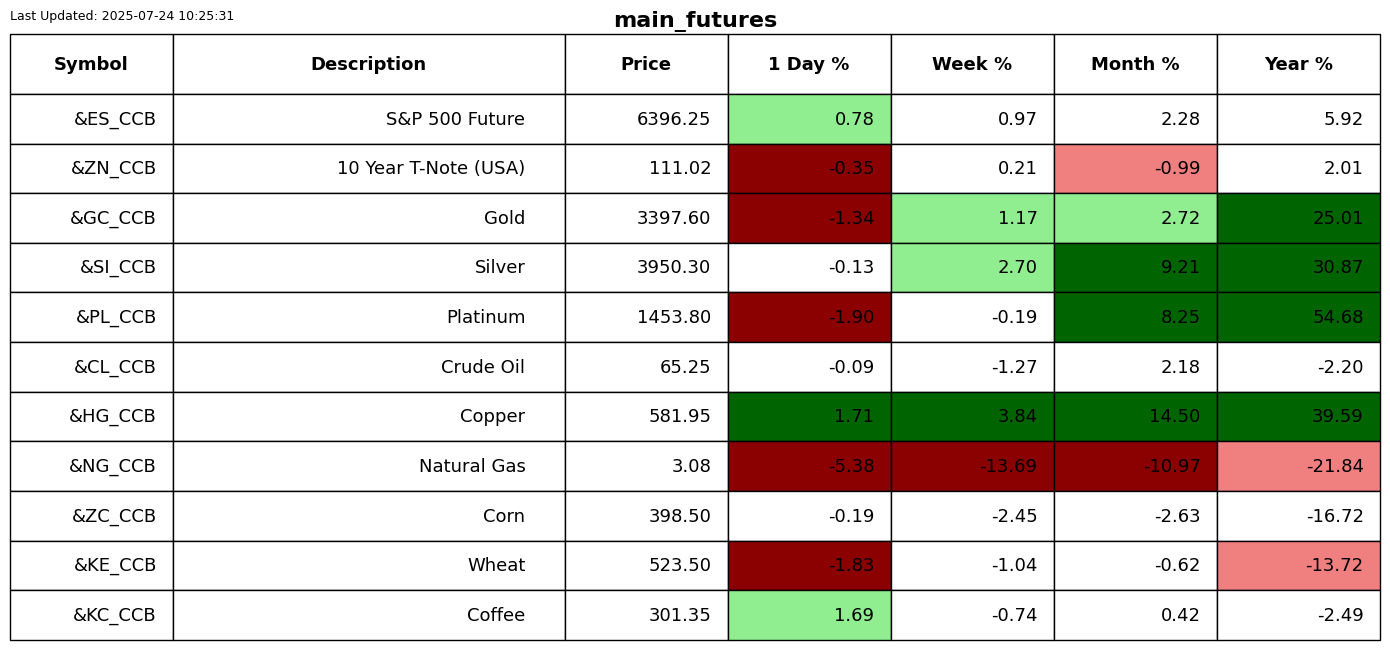 Last Updated: 2025-07-24 10:25:31
main_futures
Symbol Description Price 1 Day % Week % Month % Year %
&ES_CCB S&P 500 Future 6396.25 0.78 0.97 2.28 5.92
&ZN_CCB 10 Year T-Note (USA) 111.02 -0.35 0.21 -0.99 2.01
&GC_CCB Gold 3397.60 -1.34 1.17 2.72 25.01
&SI_CCB Silver 3950.30 -0.13 2.70 9.21 30.87
&PL_CCB Platinum 1453.80 -1.90 -0.19 8.25 54.68
&CL_CCB Crude Oil 65.25 -0.09 -1.27 2.18 -2.20
&HG_CCB Copper 581.95 1.71 3.84 14.50 39.59
&NG_CCB Natural Gas 3.08 -5.38 -13.69 -10.97 -21.84
&ZC_CCB Corn 398.50 -0.19 -2.45 -2.63 -16.72
&KE_CCB Wheat 523.50 -1.83 -1.04 -0.62 -13.72
&KC_CCB Coffee 301.35 1.69 -0.74 0.42 -2.49